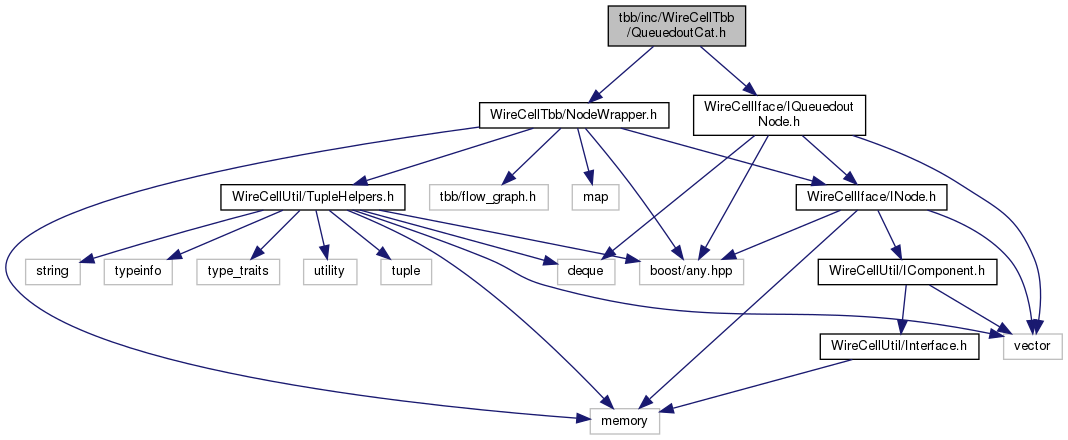 tbb/inc/WireCellTbb
/QueuedoutCat.h
WireCellTbb/NodeWrapper.h
WireCellIface/IQueuedout
Node.h
WireCellUtil/TupleHelpers.h
tbb/flow_graph.h
map
WireCellIface/INode.h
string
typeinfo
type_traits
utility
tuple
deque
boost/any.hpp
WireCellUtil/IComponent.h
WireCellUtil/Interface.h
vector
memory